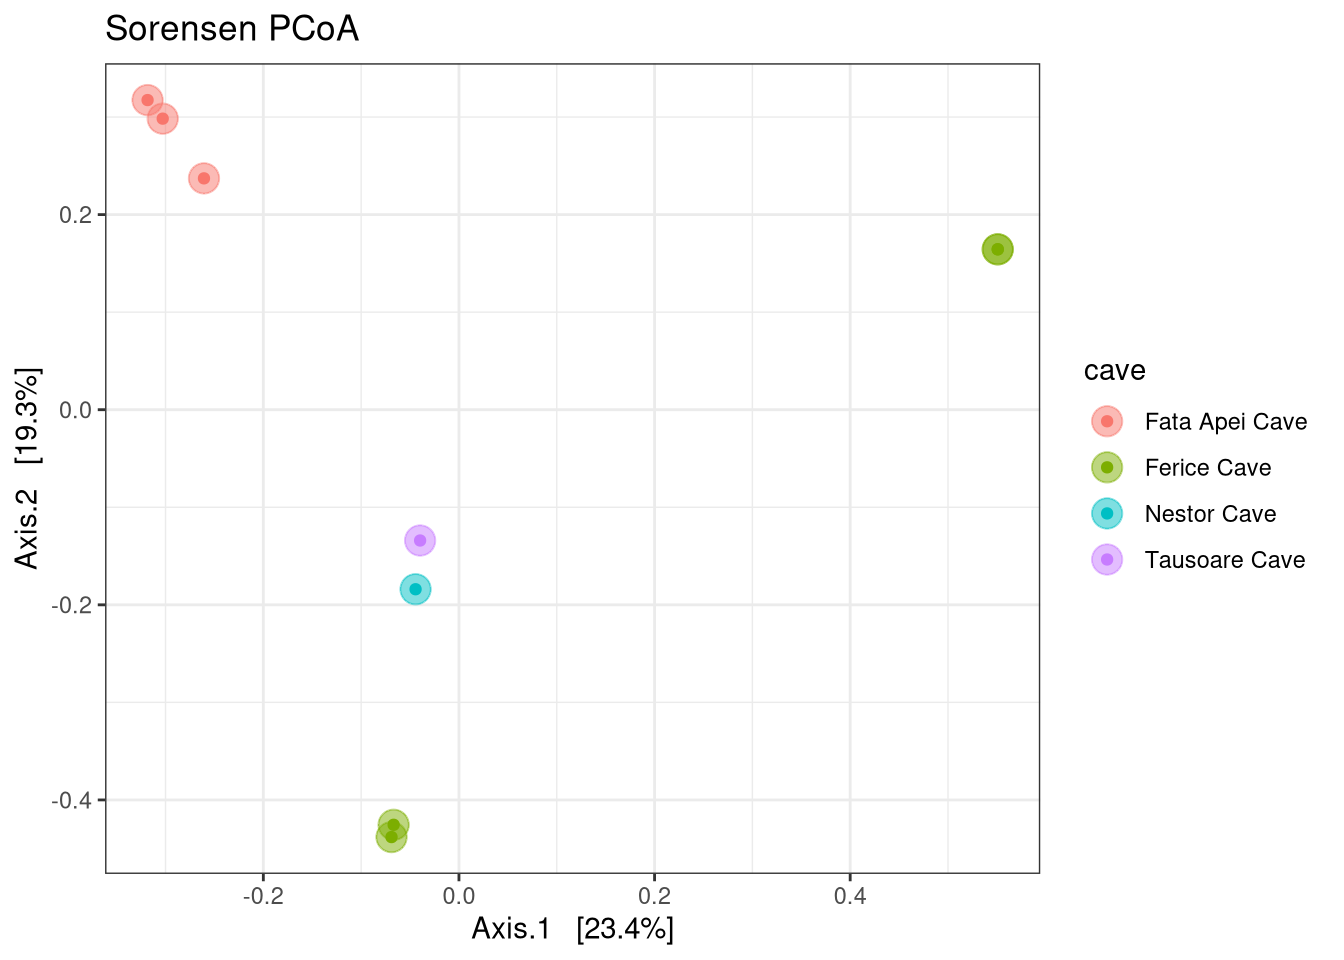 Sorensen PCoA
0.2
0.0
-0.2
-0.4
Axis.2 [19.3%]
-0.2
0.0
0.2
0.4
Axis.1 [23.4%]
cave
Fata Apei Cave
Ferice Cave
Nestor Cave
Tausoare Cave